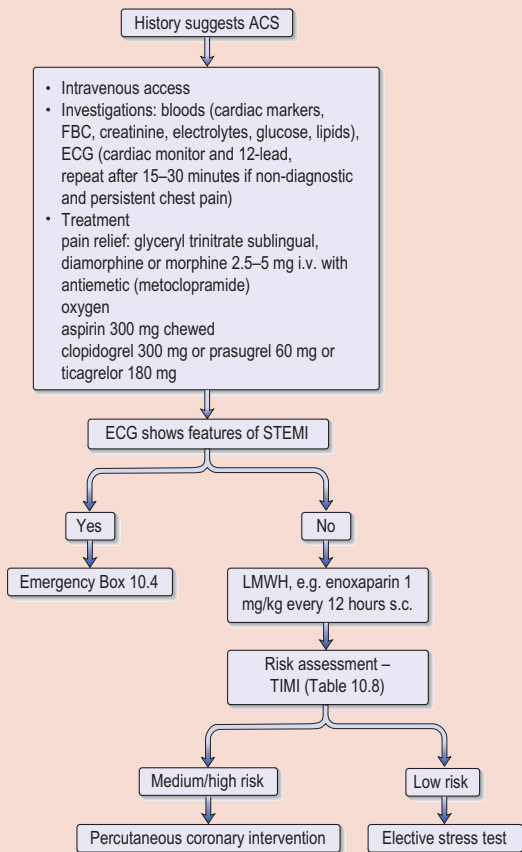 History suggests ACS
• Intravenous access
• Investigations: bloods (cardiac markers,
FBC, creatinine, electrolytes, glucose, lipids),
ECG (cardiac monitor and 12-lead,
repeat after 15–30 minutes if non-diagnostic
and persistent chest pain)
• Treatment
pain relief: glyceryl trinitrate sublingual,
diamorphine or morphine 2.5–5 mg i.v. with
antiemetic (metoclopramide)
oxygen
aspirin 300 mg chewed
clopidogrel 300 mg or prasugrel 60 mg or
ticagrelor 180 mg
ECG shows features of STEMI
Yes
No
Emergency Box 10.4
LMWH, e.g. enoxaparin 1
mg/kg every 12 hours s.c.
Risk assessment –
TIMI (Table 10.8)
Medium/high risk
Low risk
Percutaneous coronary intervention
Elective stress test